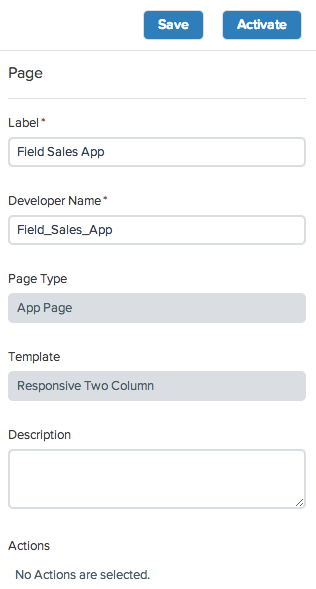 Save Activate
Page
Label*
Field Sales App
Developer Name*
Field_Sales_App
Page Type
App Page
Template
Responsive Two Column
Description
Actions
No Actions are selected.